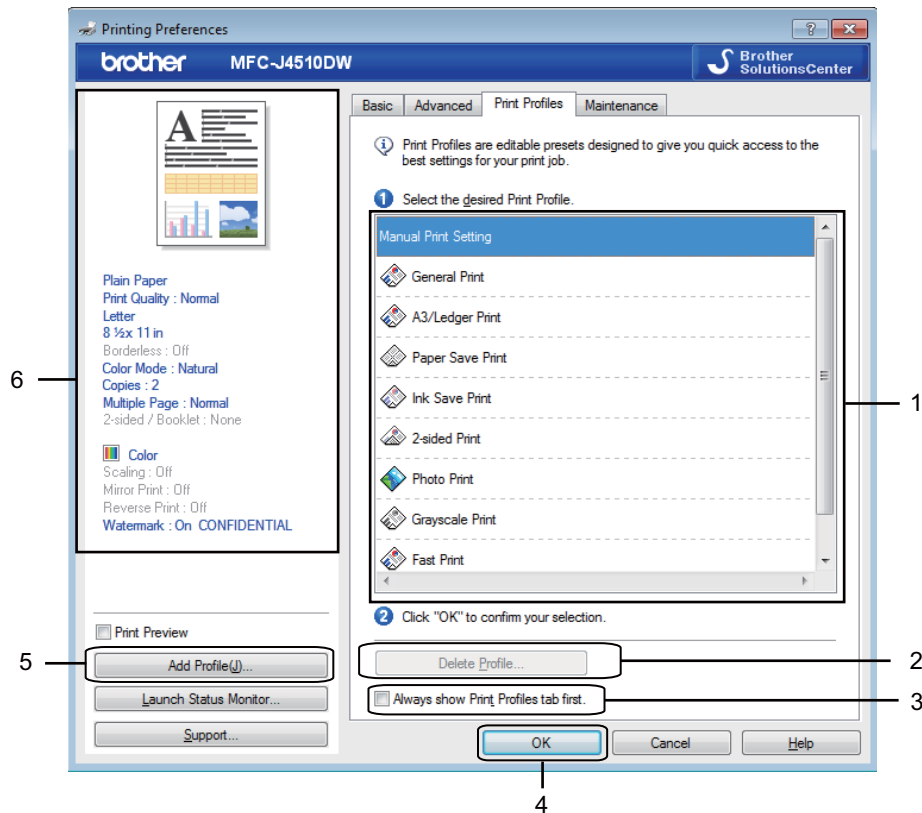 Printing Preferences
brother MFC-J4510DW
Brother
SolutionsCenter
A
Plain Paper
Print Quality : Normal
Letter
8 ½x 11 in
Borderless : Off
Color Mode : Natural
Copies : 2
Multiple Page : Normal
2-sided / Booklet : None
Color
Scaling : Off
Mirror Print : Off
Reverse Print : Off
Watermark : On CONFIDENTIAL
6
Print Preview
5
Add Profile(J)...
Launch Status Monitor...
Support...
Basic Advanced Print Profiles Maintenance
Print Profiles are editable presets designed to give you quick access to the
best settings for your print job.
1 Select the desired Print Profile.
Manual Print Setting
General Print
A3/Ledger Print
Paper Save Print
Ink Save Print
2-sided Print
Photo Print
Grayscale Print
Fast Print
1
2 Click "OK" to confirm your selection.
Delete Profile...
2
Always show Print Profiles tab first.
3
OK Cancel Help
4